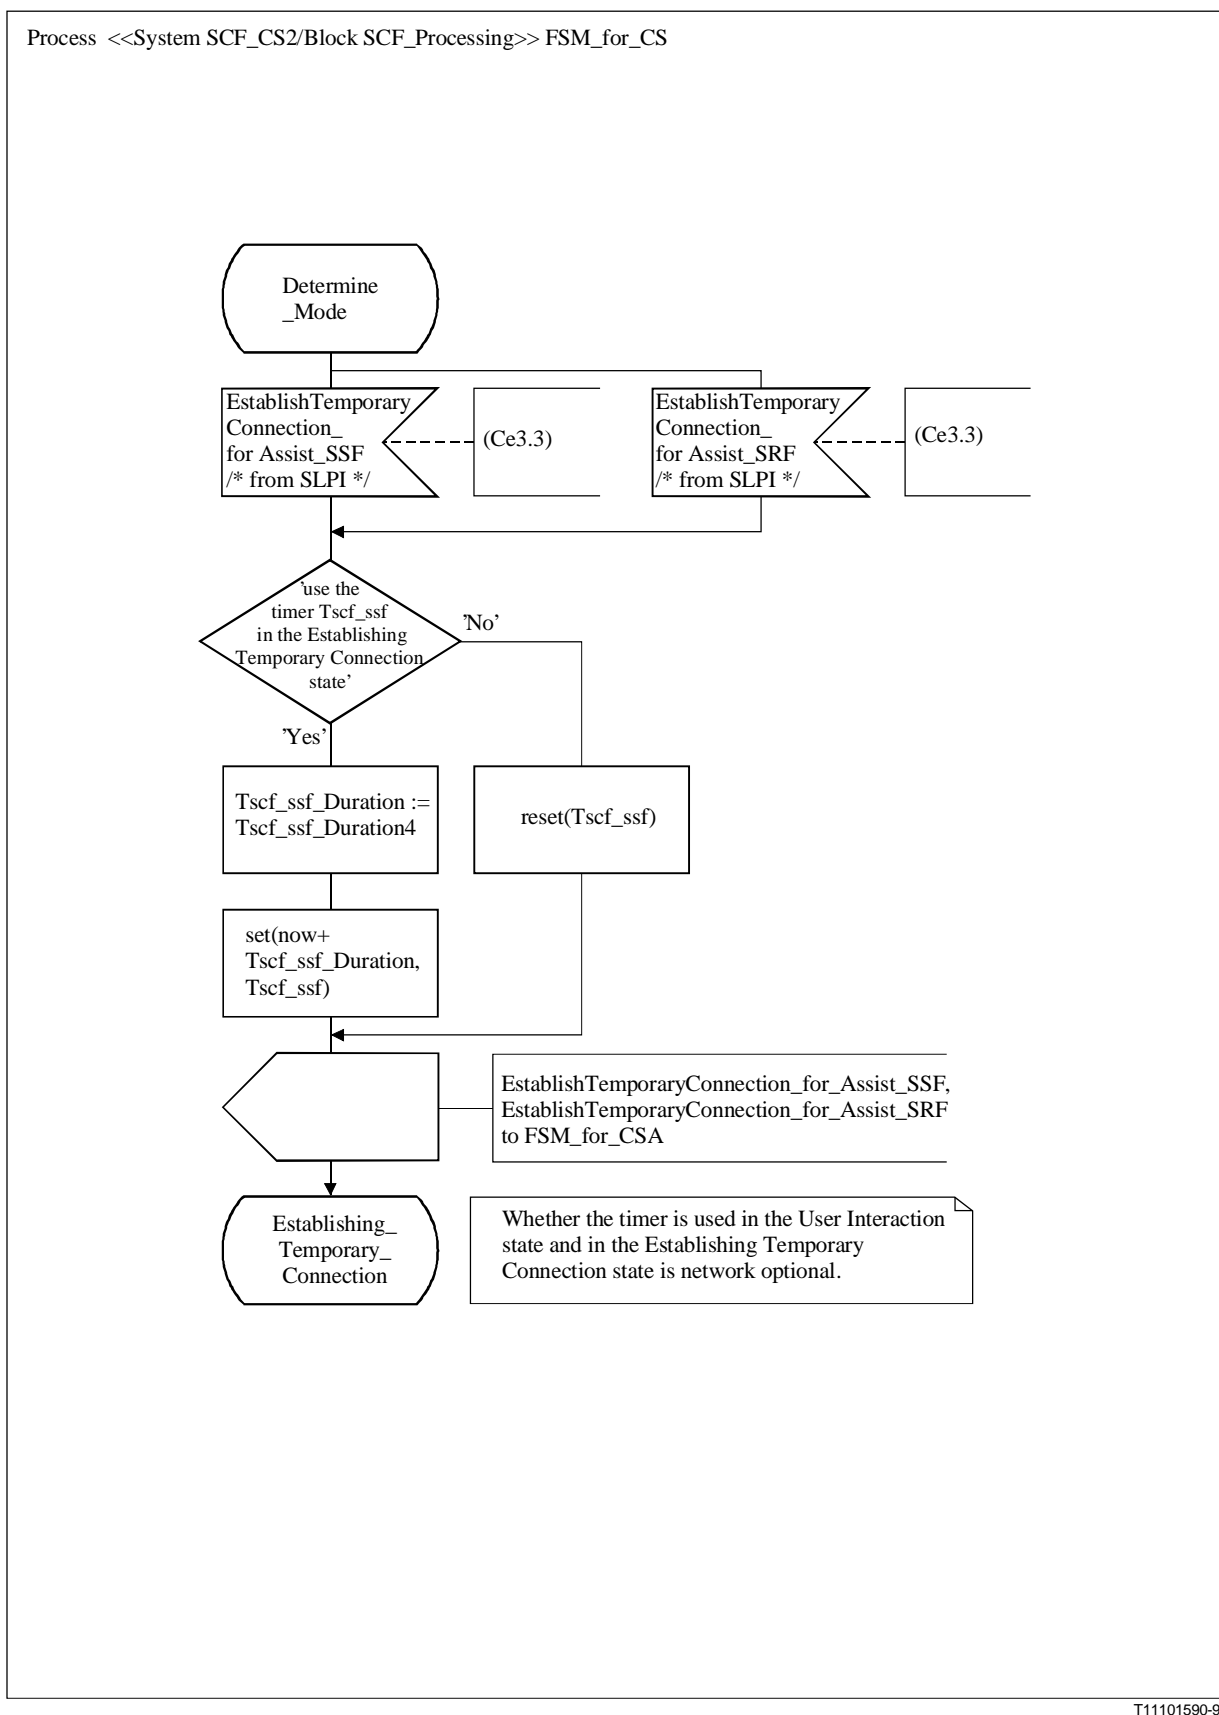 Process <<System SCF_CS2/Block SCF_Processing>> FSM_for_CS
Determine
_Mode
EstablishTemporary
Connection_
for Assist_SSF
/* from SLPI */
(Ce3.3)
EstablishTemporary
Connection_
for Assist_SRF
/* from SLPI */
(Ce3.3)
'use the
timer Tscf_ssf
in the Establishing
Temporary Connection
state'
'No'
'Yes'
Tscf_ssf_Duration :=
Tscf_ssf_Duration4
reset(Tscf_ssf)
set(now+
Tscf_ssf_Duration,
Tscf_ssf)
EstablishTemporaryConnection_for_Assist_SSF,
EstablishTemporaryConnection_for_Assist_SRF
to FSM_for_CSA
Establishing_
Temporary_
Connection
Whether the timer is used in the User Interaction
state and in the Establishing Temporary
Connection state is network optional.
T11101590-9